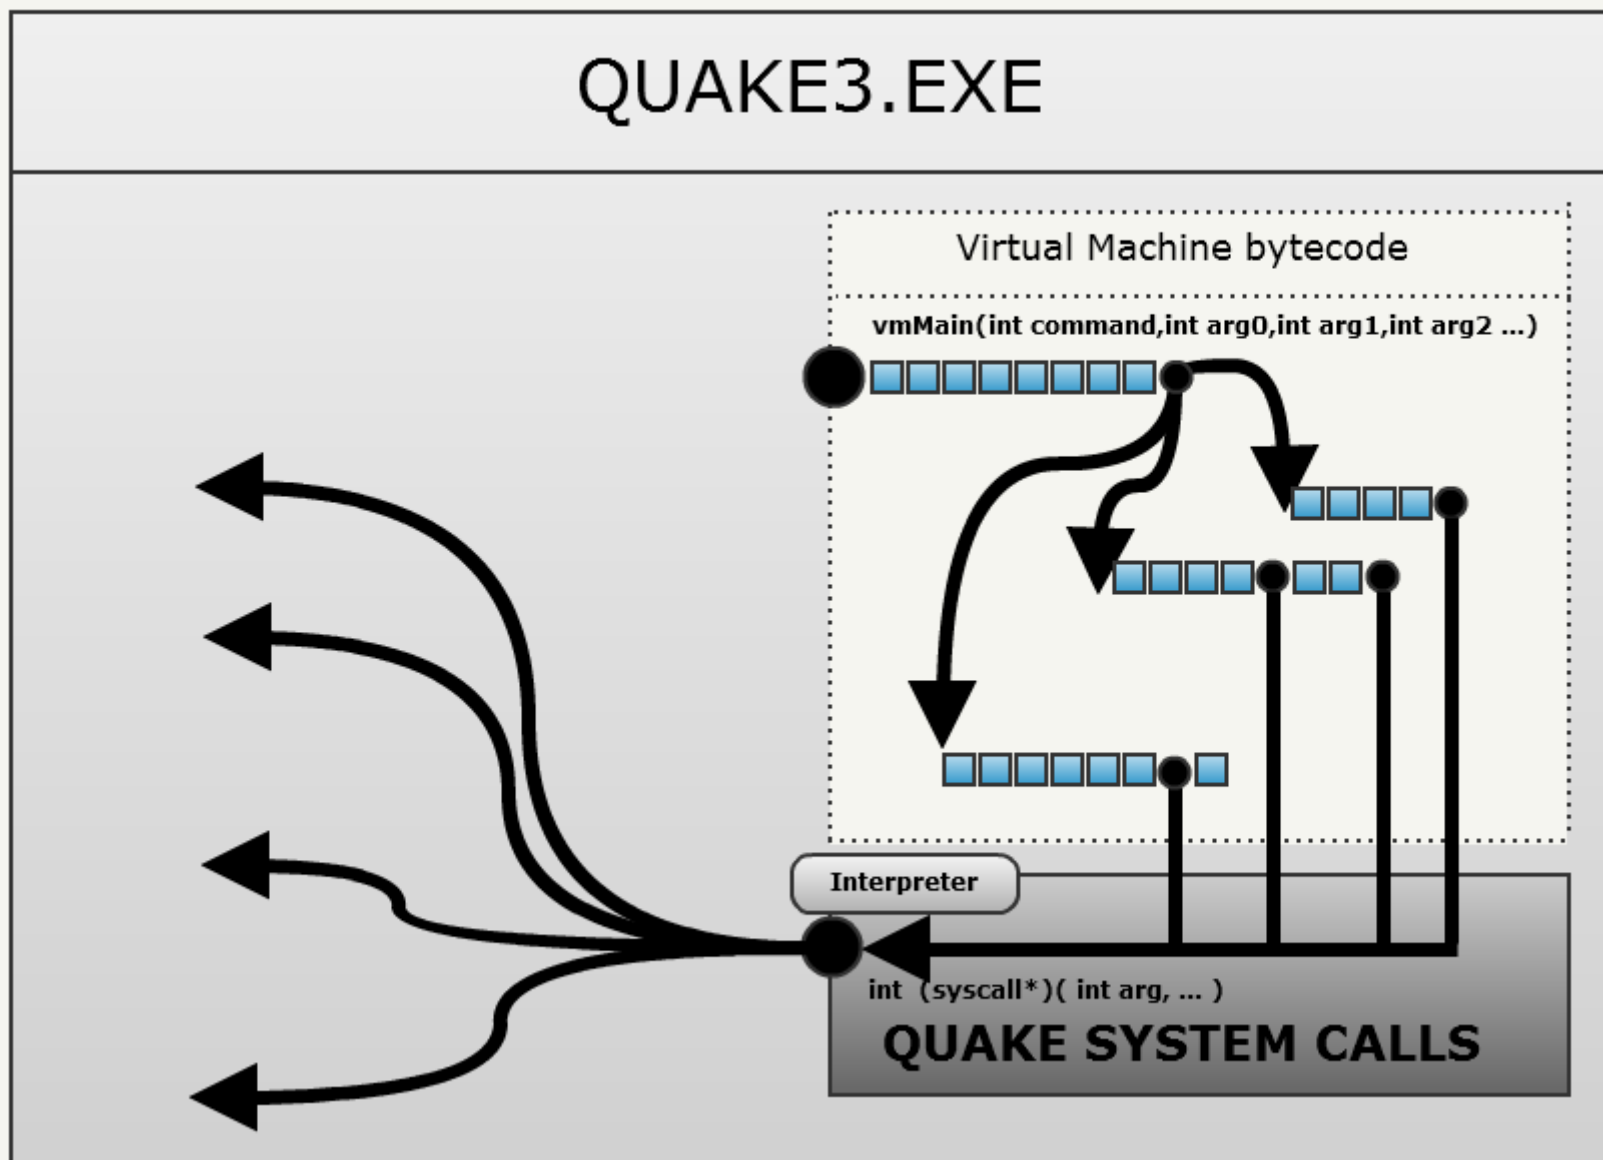 QUAKE3.EXE
Virtual Machine bytecode
vmMain(int command,int arg0,int arg1,int arg2 ...)
Interpreter
int (syscall*)( int arg, ... )
QUAKE SYSTEM CALLS